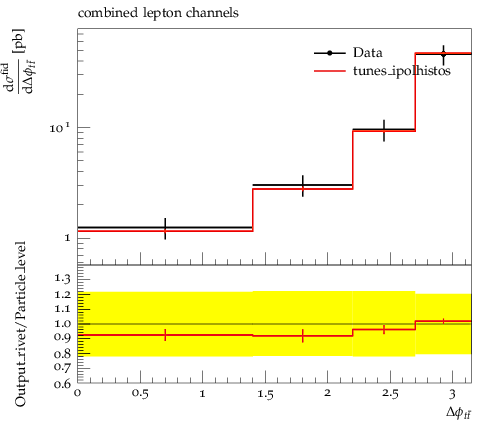 combined lepton channels
dσ^fid
dΔϕ_tt̄ [pb]
Data
tunes_ipolhistos
10^1
1
Output_rivet/Particle_level
1.3
1.2
1.1
1.0
0.9
0.8
0.7
0.6
0 0.5 1 1.5 2 2.5 3
Δϕ_tt̄